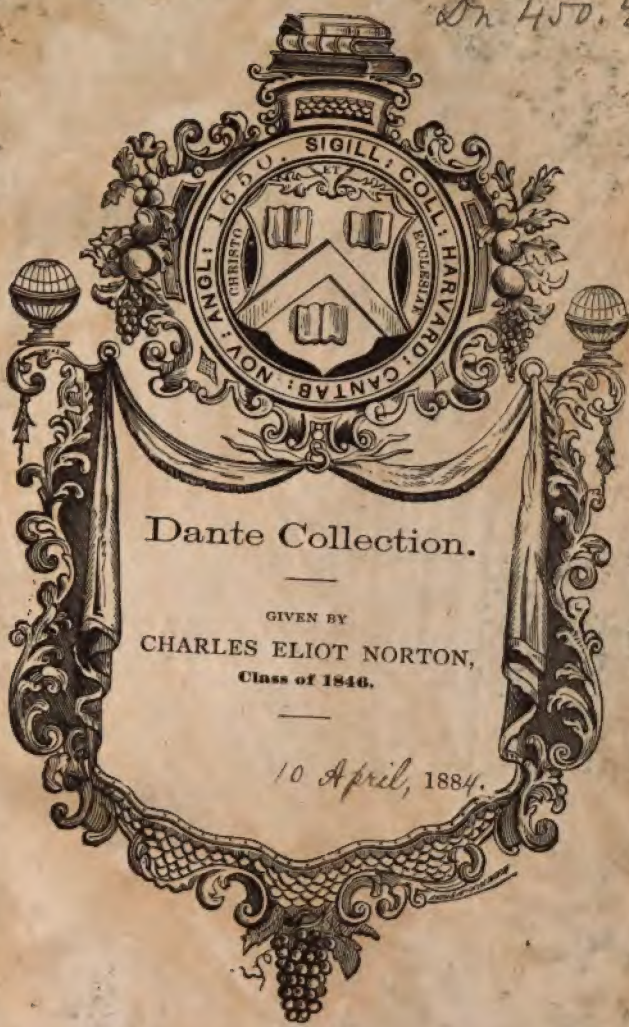 Dn 450.
SIGILL: COLL: HARVARD: CANTAB: NOV: ANGL: 1650.
CHRISTO ET ECCLESIAE
Dante Collection.
GIVEN BY
CHARLES ELIOT NORTON,
Class of 1846.
10 April, 1884.